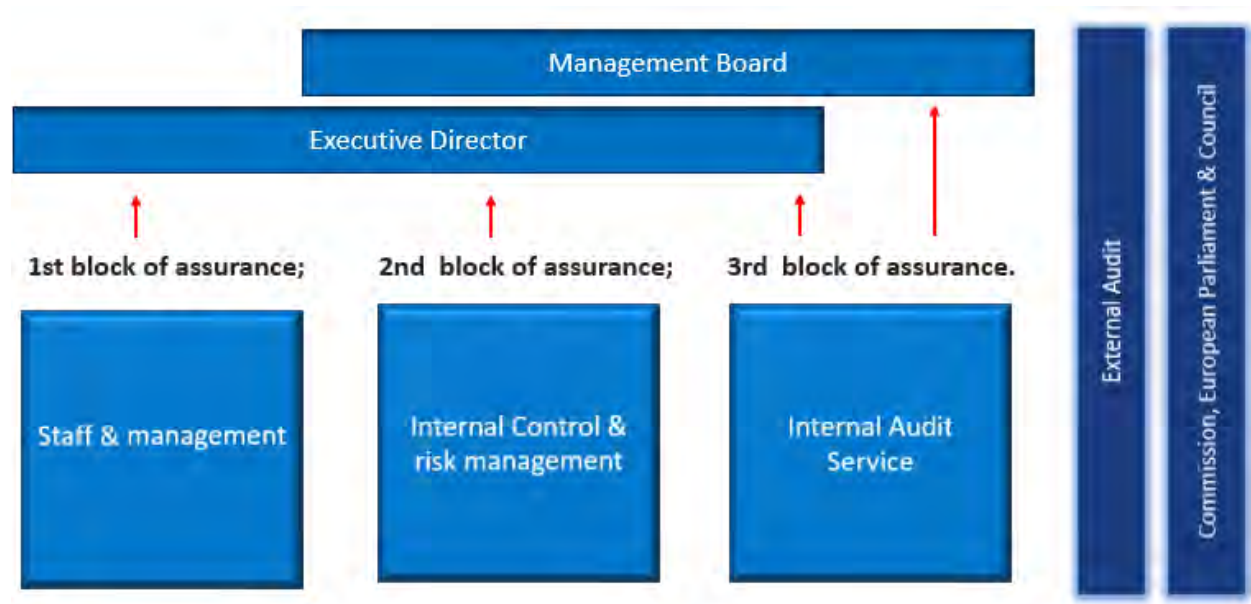 Management Board
Executive Director
1st block of assurance;
2nd  block of assurance;
3rd  block of assurance.
Staff & management
Internal Control &
risk management
Internal Audit
Service
External Audit
Commission, European Parliament & Council